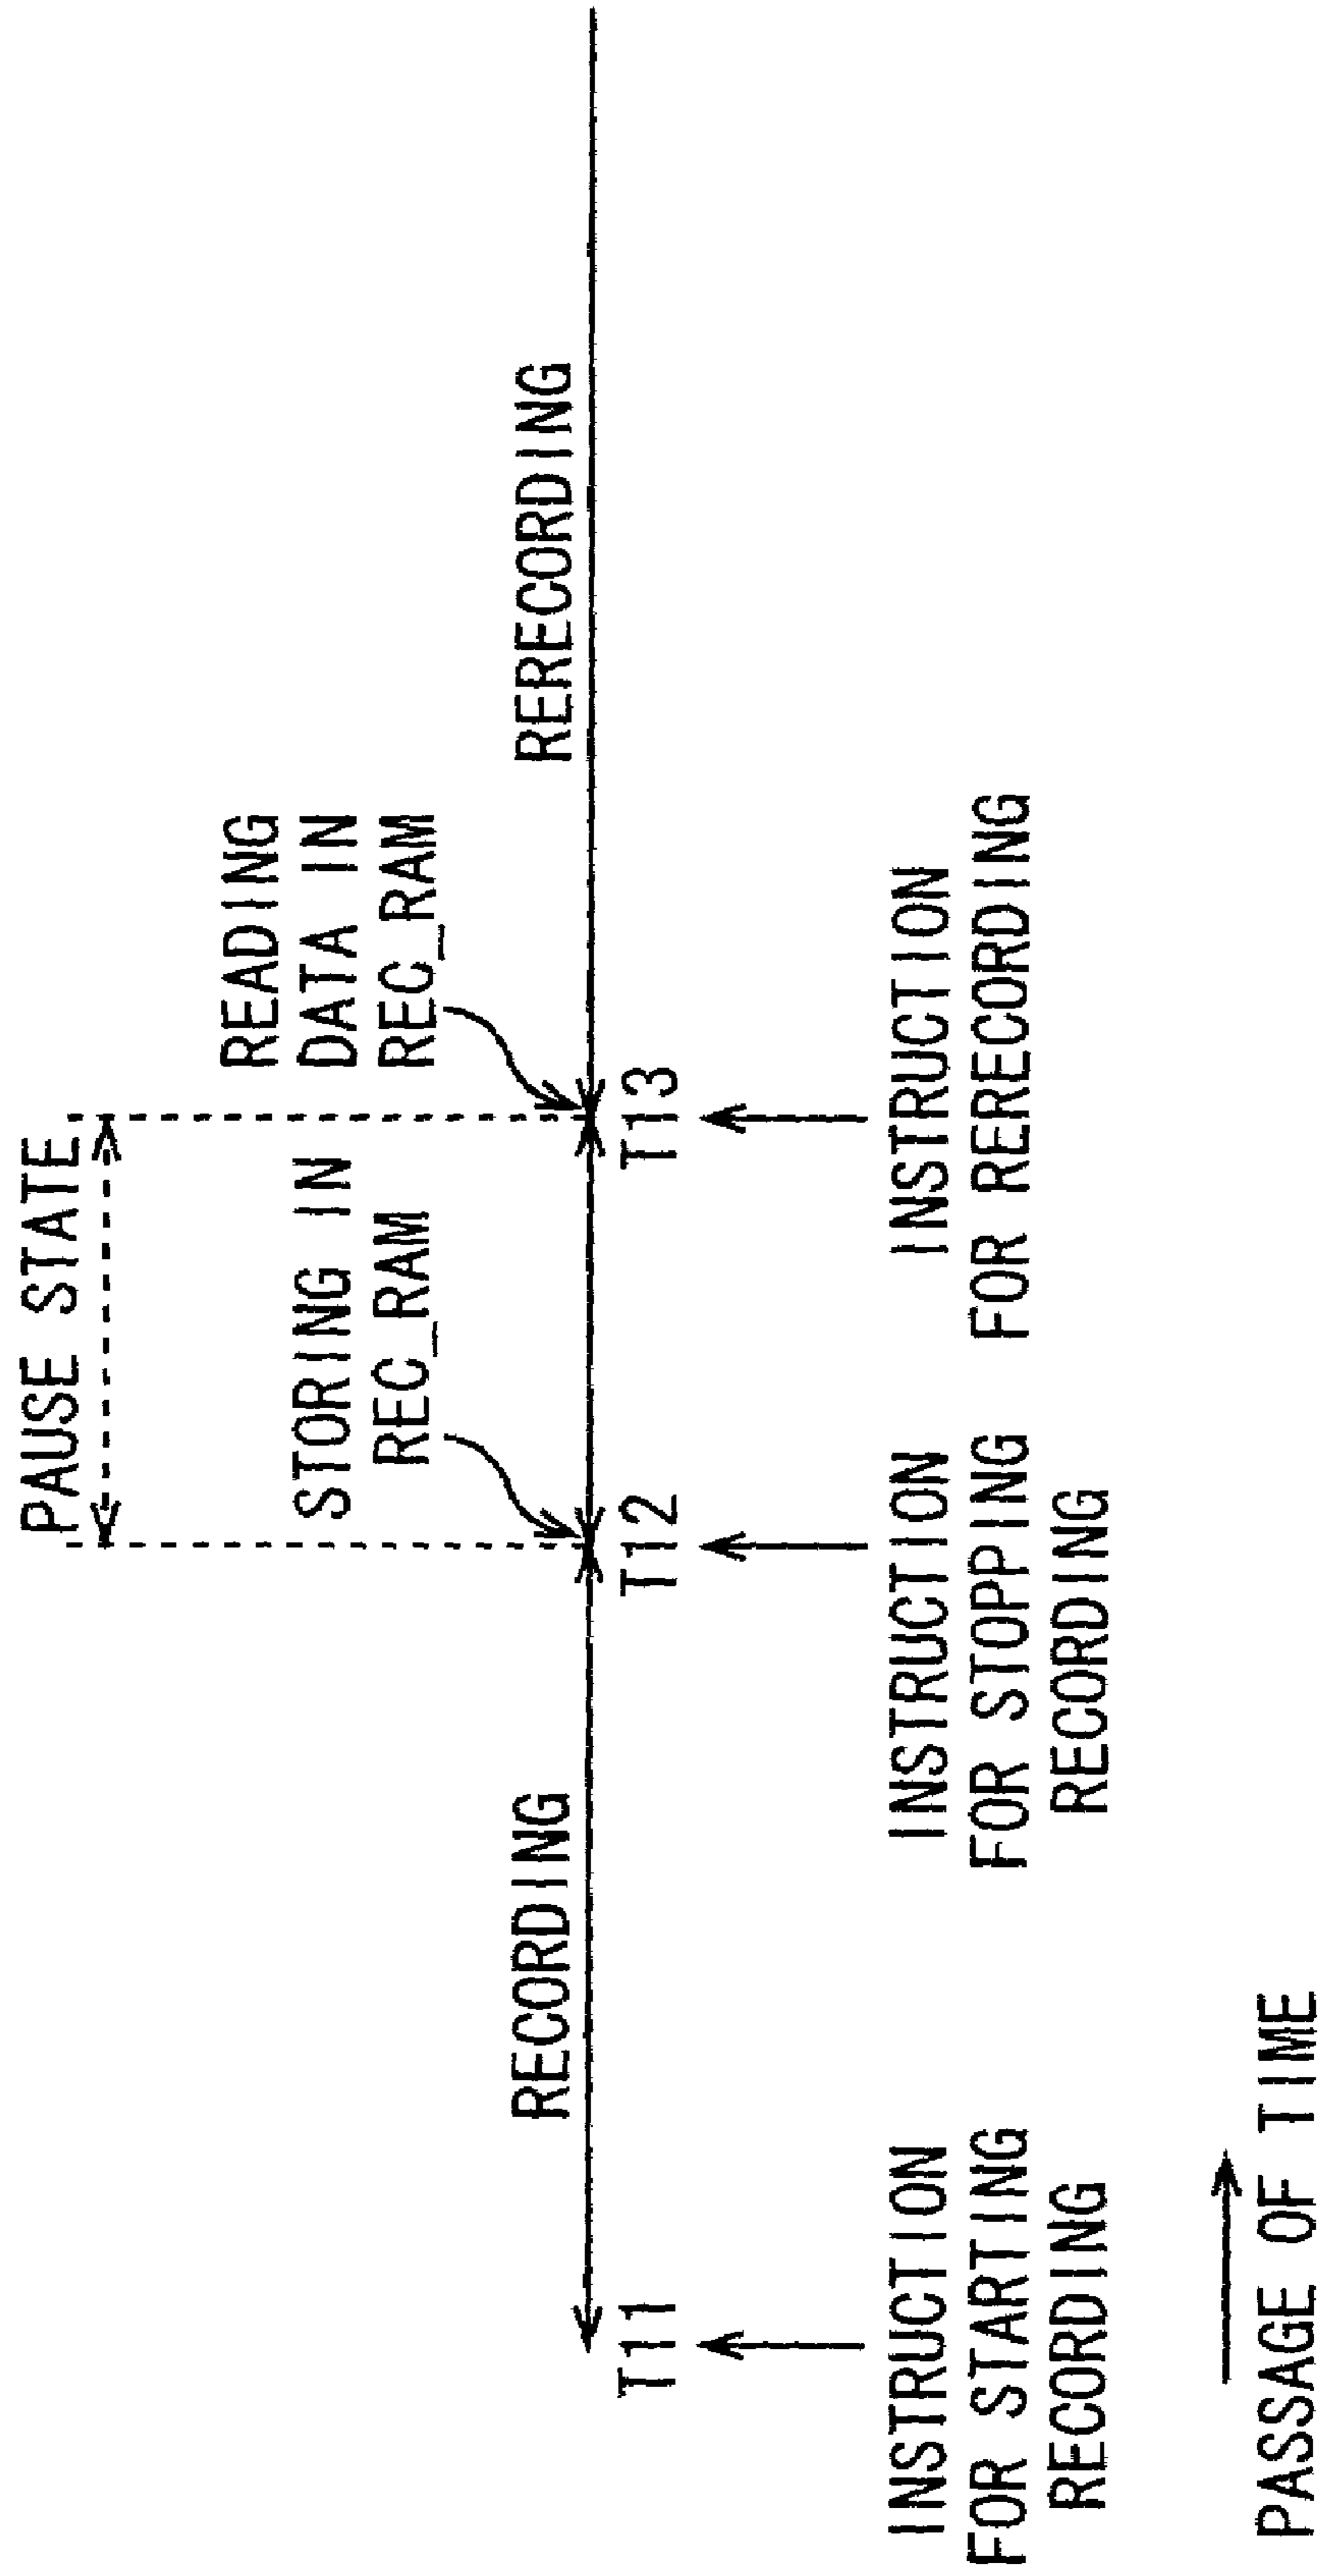 PAUSE STATE
STORING IN
REC_RAM
READING
DATA IN
REC_RAM
RECORDING
RERECORDING
T11
T12
T13
INSTRUCTION
FOR STARTING
RECORDING
INSTRUCTION
FOR STOPPING
RECORDING
INSTRUCTION
FOR RERECORDING
PASSAGE OF TIME